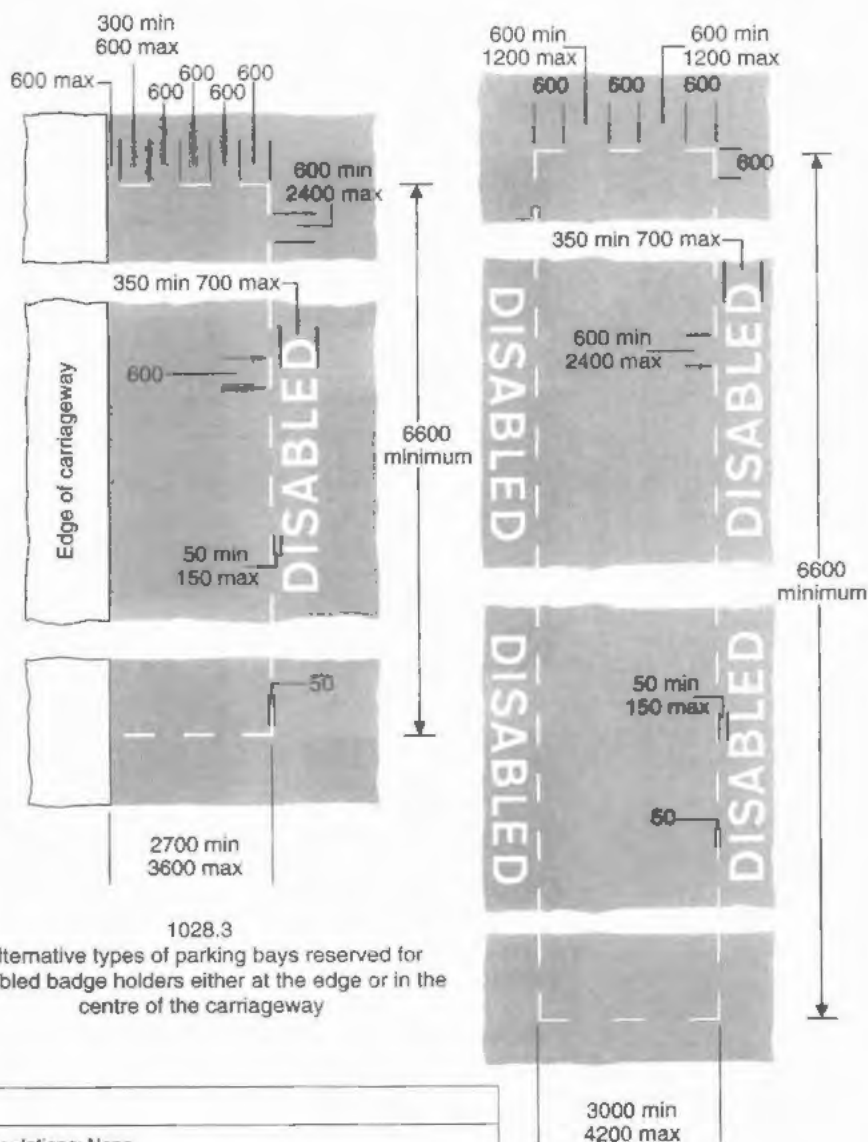 300 min
600 max
600 max
600
600
600
600
600
600 min
2400 max
350 min 700 max
600
Edge of carriageway
DISABLED
50 min
150 max
6600
minimum
50
2700 min
3600 max
1028.3
lternative types of parking bays reserved for
bled badge holders either at the edge or in the
centre of the carriageway
600 min
1200 max
600 min
1200 max
600
600
600
600
350 min 700 max
DISABLED
600 min
2400 max
DISABLED
6600
minimum
DISABLED
50 min
150 max
50
DISABLED
3000 min
4200 max